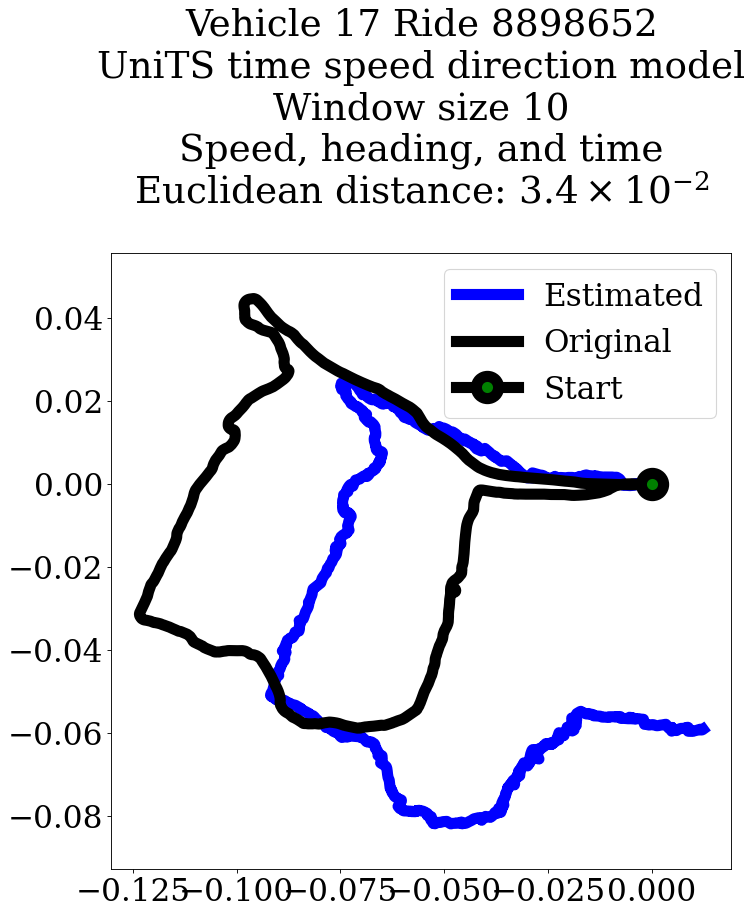 Vehicle 17 Ride 8898652
UniTS time speed direction model
Window size 10
Speed, heading, and time
Euclidean distance: 3.4 × 10⁻²
Estimated
Original
Start
0.04
0.02
0.00
−0.02
−0.04
−0.06
−0.08
−0.125 −0.100 −0.075 −0.050 −0.025 0.000